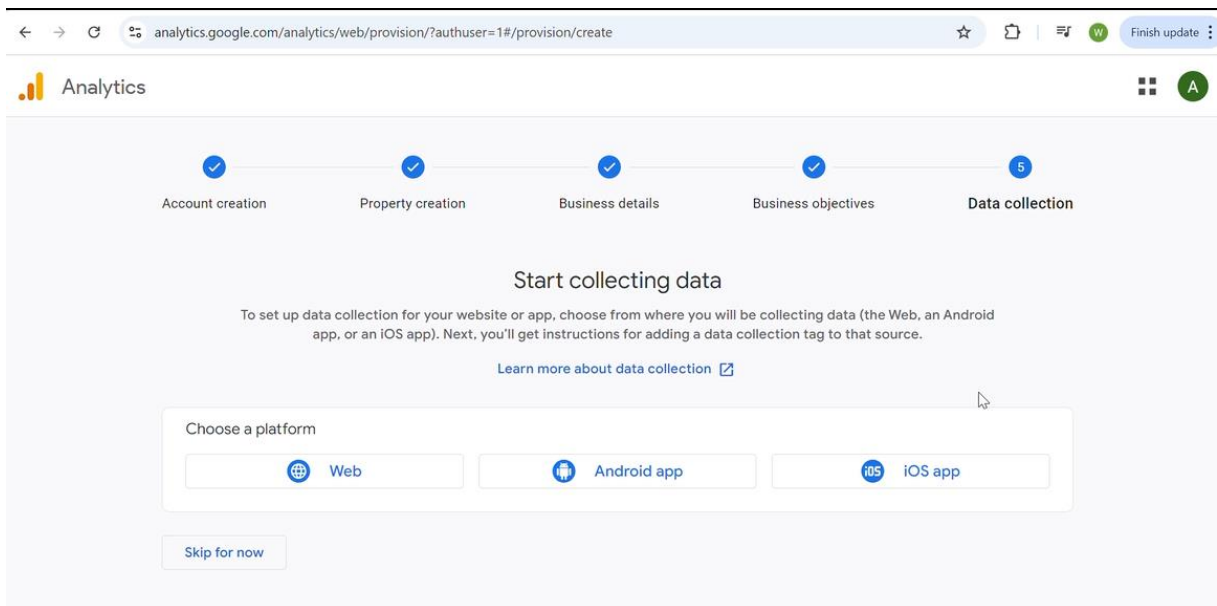 analytics.google.com/analytics/web/provision/?authuser=1#/provision/create
W
Finish update
Analytics
A
5
Account creation
Property creation
Business details
Business objectives
Data collection
Start collecting data
To set up data collection for your website or app, choose from where you will be collecting data (the Web, an Android
app, or an iOS app). Next, you'll get instructions for adding a data collection tag to that source.
Learn more about data collection
Choose a platform
Web
Android app
iOS iOS app
Skip for now